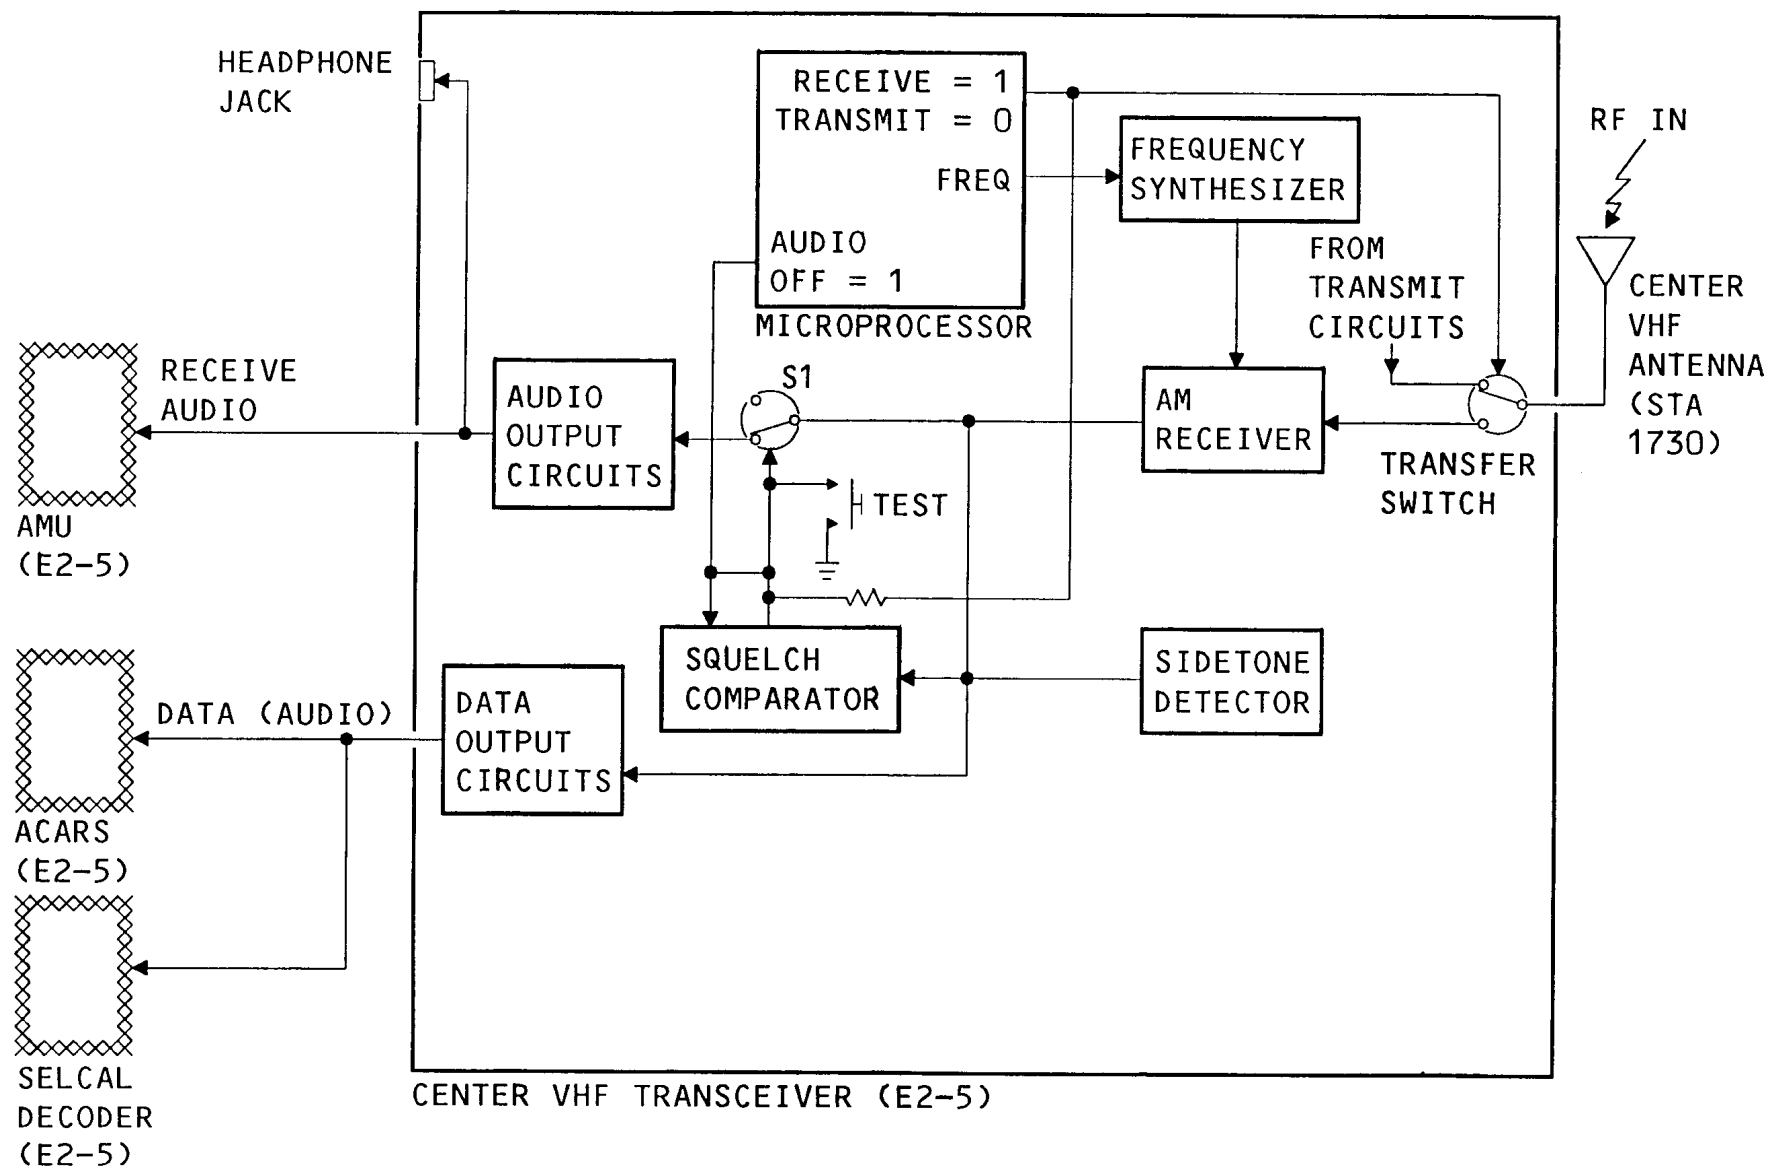 HEADPHONE
JACK
RECEIVE = 1
TRANSMIT = 0
FREQ
AUDIO
OFF = 1
MICROPROCESSOR
FREQUENCY
SYNTHESIZER
RF IN
FROM
TRANSMIT
CIRCUITS
CENTER
VHF
ANTENNA
(STA
1730)
RECEIVE
AUDIO
AUDIO
OUTPUT
CIRCUITS
S1
AM
RECEIVER
TRANSFER
SWITCH
TEST
AMU
(E2-5)
SQUELCH
COMPARATOR
SIDETONE
DETECTOR
DATA (AUDIO)
DATA
OUTPUT
CIRCUITS
ACARS
(E2-5)
SELCAL
DECODER
(E2-5)
CENTER VHF TRANSCEIVER (E2-5)